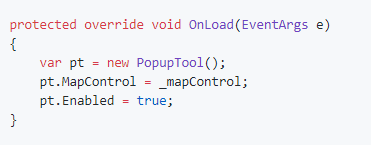 protected override void OnLoad(EventArgs e)
{
    var pt = new PopupTool();
    pt.MapControl = _mapControl;
    pt.Enabled = true;
}